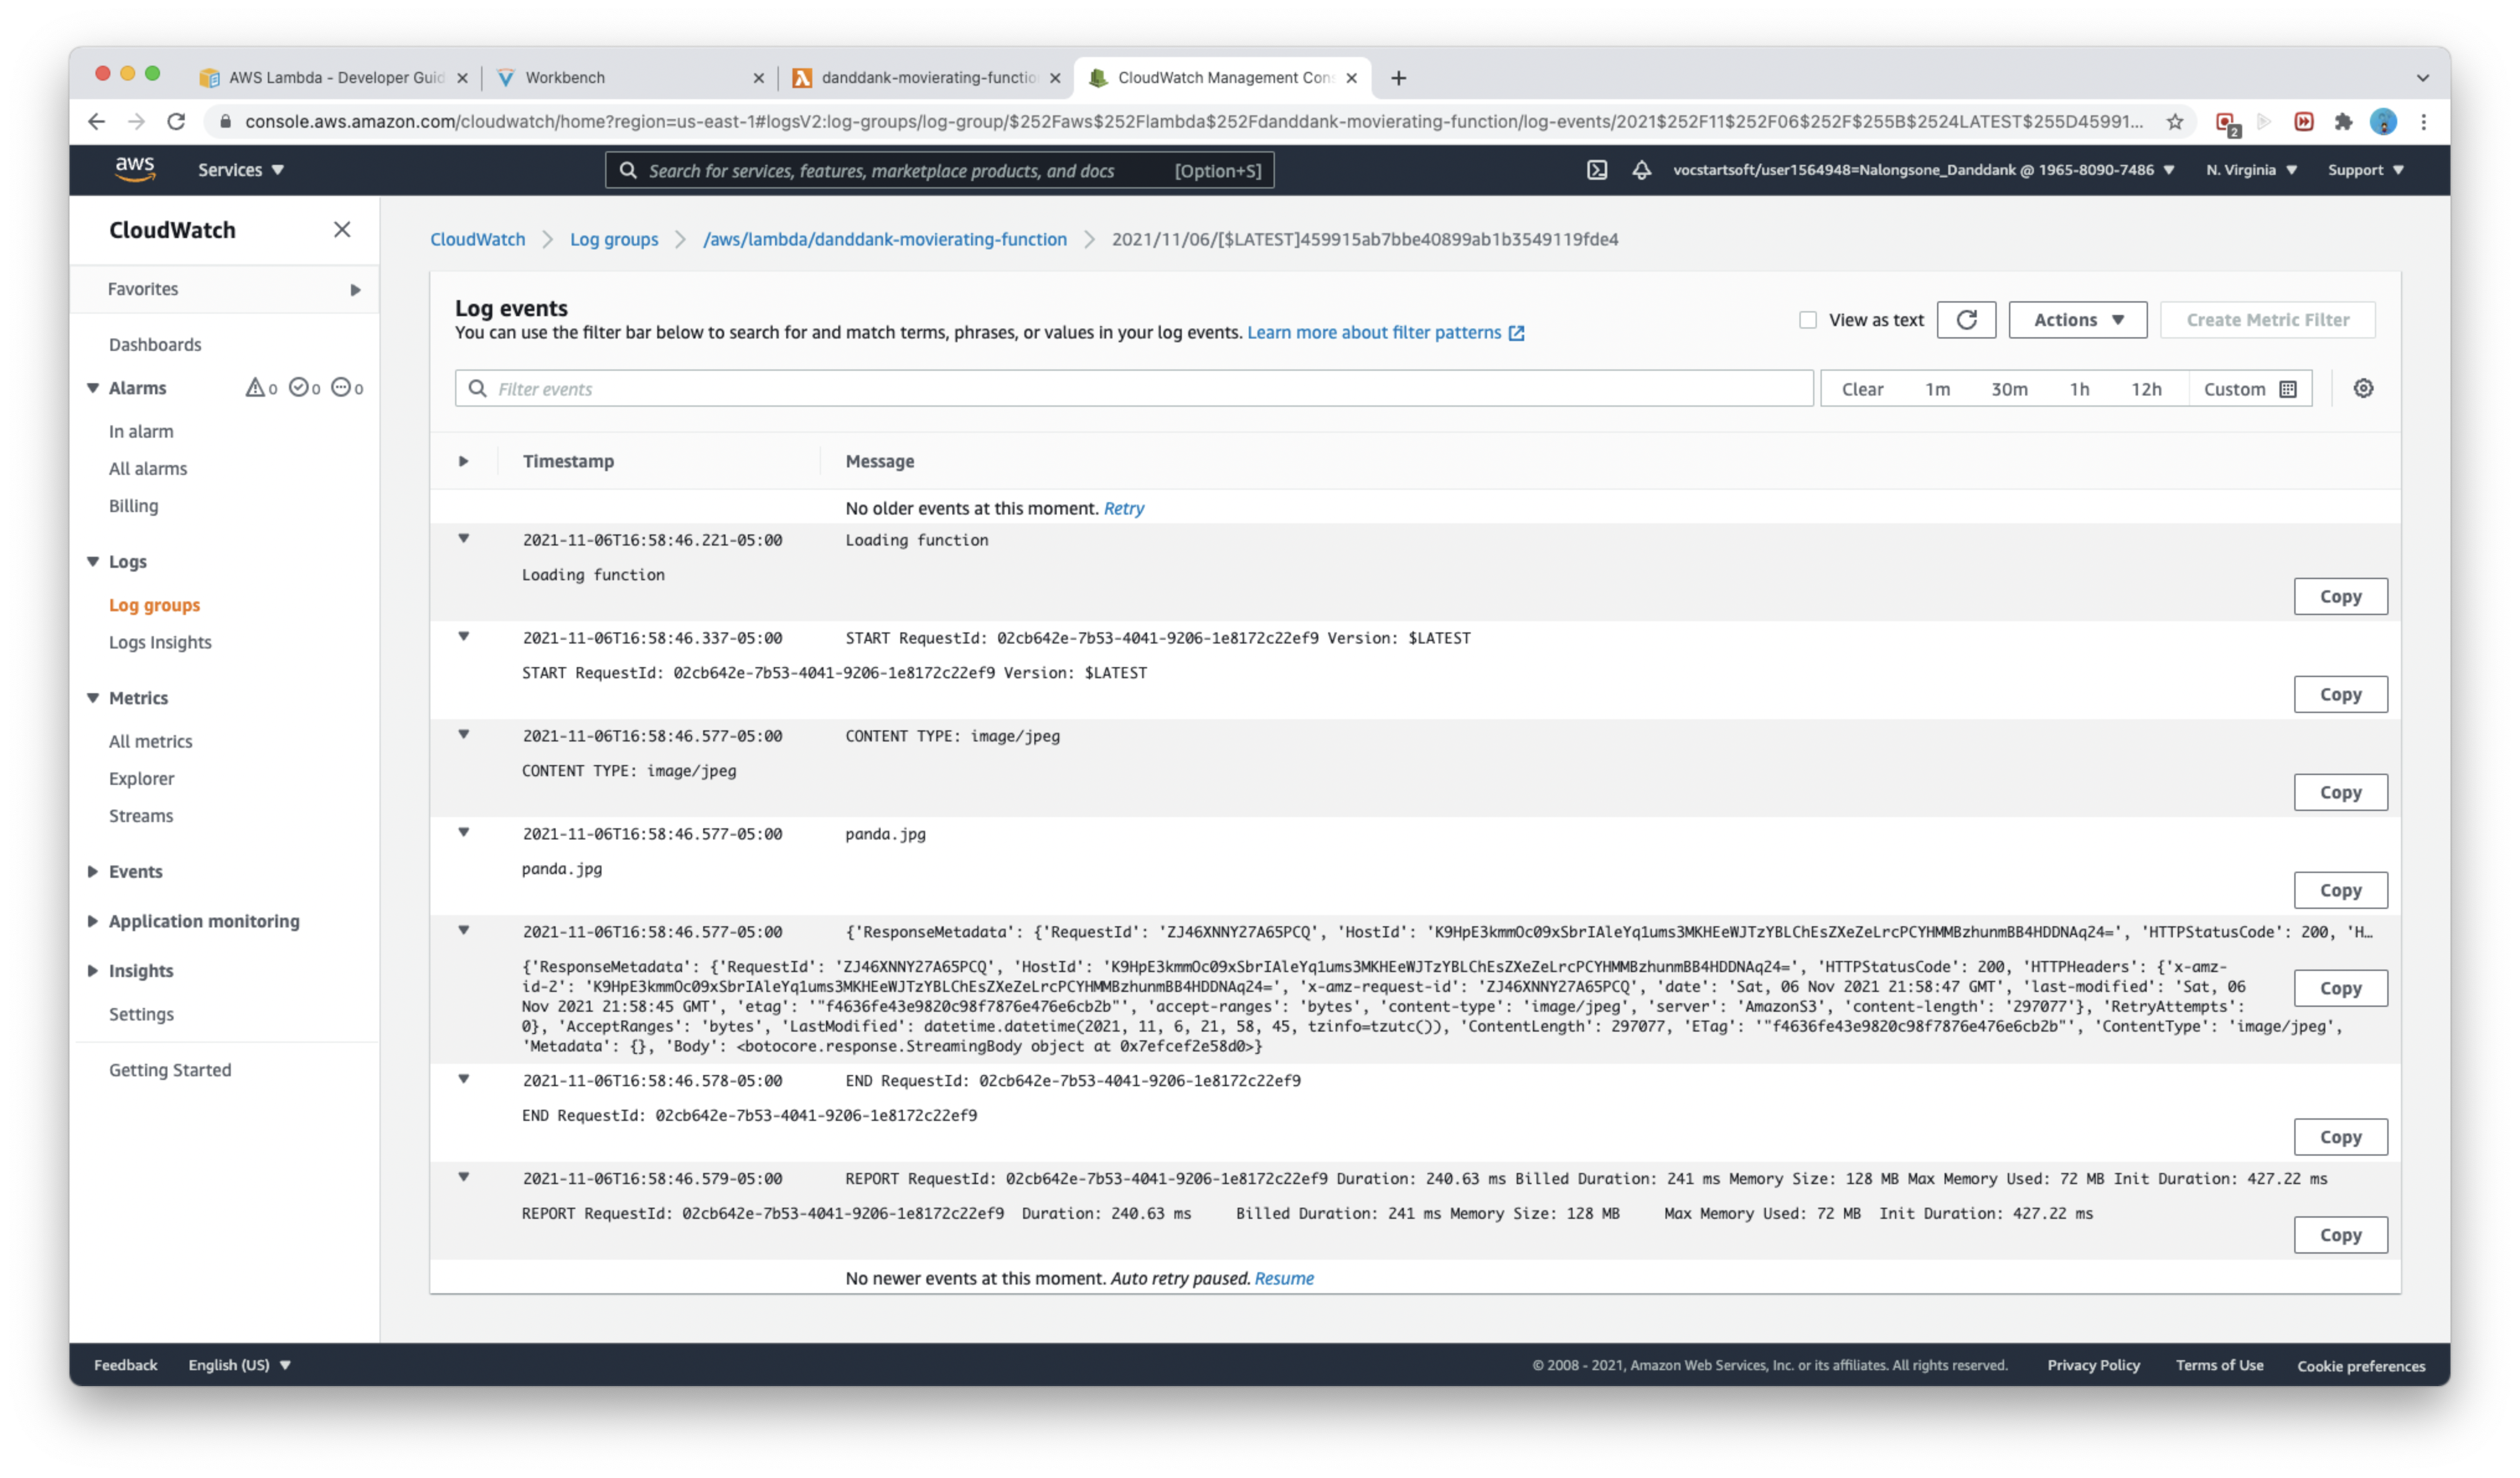 AWS Lambda - Developer Guid
Workbench
danddank-movierating-functio
CloudWatch Management Cons
console.aws.amazon.com/cloudwatch/home?region=us-east-1#logsV2:log-groups/log-group/$252Faws$252Flambda$252Fdanddank-movierating-function/log-events/2021$252F11$252F06$252F$255B$2524LATEST$255D45991...
2
aws
Services
Search for services, features, marketplace products, and docs
[Option+S]
vocstartsoft/user1564948=Nalongsone_Danddank @ 1965-8090-7486
N. Virginia
Support
CloudWatch
Favorites
Dashboards
Alarms
0
0
0
In alarm
All alarms
Billing
Logs
Log groups
Logs Insights
Metrics
All metrics
Explorer
Streams
Events
Application monitoring
Insights
Settings
Getting Started
CloudWatch
Log groups
/aws/lambda/danddank-movierating-function
2021/11/06/[$LATEST]459915ab7bbe40899ab1b3549119fde4
Log events
You can use the filter bar below to search for and match terms, phrases, or values in your log events. Learn more about filter patterns
View as text
Actions
Create Metric Filter
Filter events
Clear
1m
30m
1h
12h
Custom
Timestamp
Message
No older events at this moment. Retry
2021-11-06T16:58:46.221-05:00
Loading function
Loading function
Copy
2021-11-06T16:58:46.337-05:00
START RequestId: 02cb642e-7b53-4041-9206-1e8172c22ef9 Version: $LATEST
START RequestId: 02cb642e-7b53-4041-9206-1e8172c22ef9 Version: $LATEST
Copy
2021-11-06T16:58:46.577-05:00
CONTENT TYPE: image/jpeg
CONTENT TYPE: image/jpeg
Copy
2021-11-06T16:58:46.577-05:00
panda.jpg
panda.jpg
Copy
2021-11-06T16:58:46.577-05:00
{'ResponseMetadata': {'RequestId': 'ZJ46XNNY27A65PCQ', 'HostId': 'K9HpE3kmmOc09xSbrIAleYq1ums3MKHEeWJTzYBLChEsZXeZeLrcPCYHMMBzhunmBB4HDDNAq24=', 'HTTPStatusCode': 200, 'H...
{'ResponseMetadata': {'RequestId': 'ZJ46XNNY27A65PCQ', 'HostId': 'K9HpE3kmmOc09xSbrIAleYq1ums3MKHEeWJTzYBLChEsZXeZeLrcPCYHMMBzhunmBB4HDDNAq24=', 'HTTPStatusCode': 200, 'HTTPHeaders': {'x-amz-
id-2': 'K9HpE3kmmOc09xSbrIAleYq1ums3MKHEeWJTzYBLChEsZXeZeLrcPCYHMMBzhunmBB4HDDNAq24=', 'x-amz-request-id': 'ZJ46XNNY27A65PCQ', 'date': 'Sat, 06 Nov 2021 21:58:47 GMT', 'last-modified': 'Sat, 06
Nov 2021 21:58:45 GMT', 'etag': '"f4636fe43e9820c98f7876e476e6cb2b"', 'accept-ranges': 'bytes', 'content-type': 'image/jpeg', 'server': 'AmazonS3', 'content-length': '297077'}, 'RetryAttempts':
0}, 'AcceptRanges': 'bytes', 'LastModified': datetime.datetime(2021, 11, 6, 21, 58, 45, tzinfo=tzutc()), 'ContentLength': 297077, 'ETag': '"f4636fe43e9820c98f7876e476e6cb2b"', 'ContentType': 'image/jpeg',
'Metadata': {}, 'Body': <botocore.response.StreamingBody object at 0x7efcef2e58d0>}
Copy
2021-11-06T16:58:46.578-05:00
END RequestId: 02cb642e-7b53-4041-9206-1e8172c22ef9
END RequestId: 02cb642e-7b53-4041-9206-1e8172c22ef9
Copy
2021-11-06T16:58:46.579-05:00
REPORT RequestId: 02cb642e-7b53-4041-9206-1e8172c22ef9 Duration: 240.63 ms Billed Duration: 241 ms Memory Size: 128 MB Max Memory Used: 72 MB Init Duration: 427.22 ms
REPORT RequestId: 02cb642e-7b53-4041-9206-1e8172c22ef9 Duration: 240.63 ms Billed Duration: 241 ms Memory Size: 128 MB Max Memory Used: 72 MB Init Duration: 427.22 ms
Copy
No newer events at this moment. Auto retry paused. Resume
Feedback
English (US)
© 2008 - 2021, Amazon Web Services, Inc. or its affiliates. All rights reserved.
Privacy Policy
Terms of Use
Cookie preferences